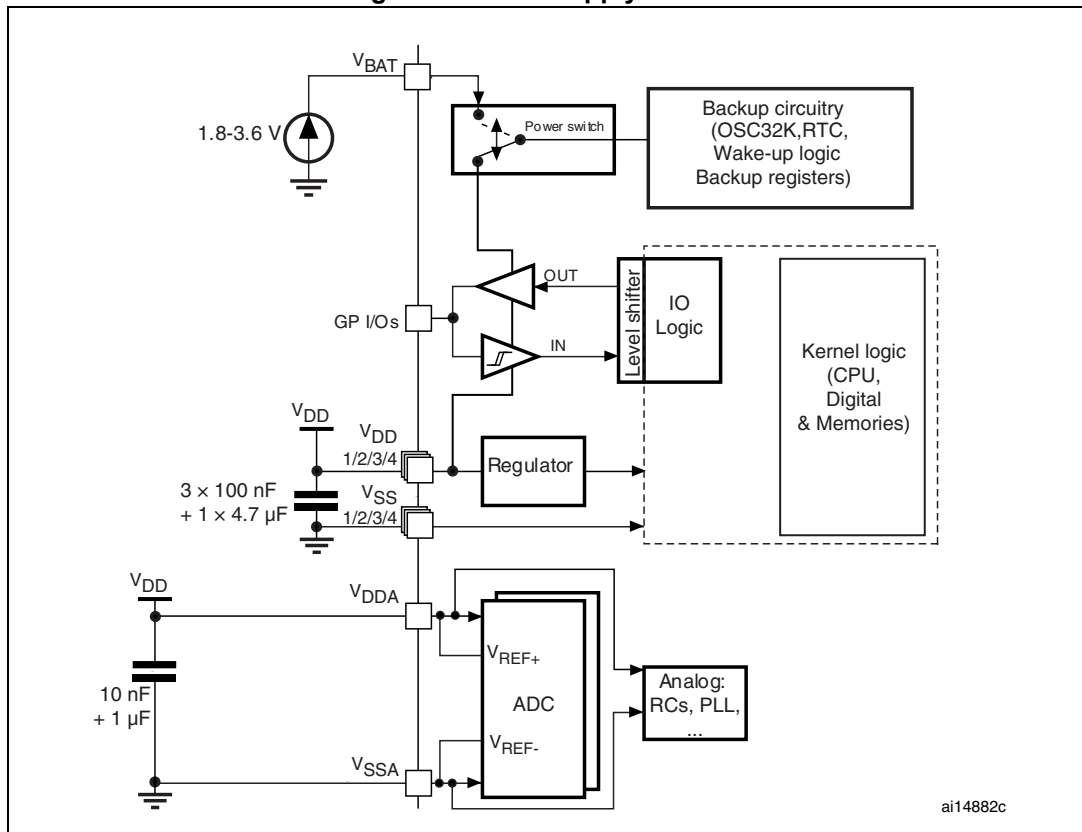 V_BAT
1.8-3.6 V
Power switch
Backup circuitry
(OSC32K,RTC,
Wake-up logic
Backup registers)
OUT
GP I/Os
IN
Level shifter
IO
Logic
Kernel logic
(CPU,
Digital
& Memories)
V_DD
V_DD
1/2/3/4
Regulator
3 × 100 nF
+ 1 × 4.7 μF
V_SS
1/2/3/4
V_DD
V_DDA
V_REF+
10 nF
+ 1 μF
ADC
Analog:
RCs, PLL,
...
V_REF-
V_SSA
ai14882c